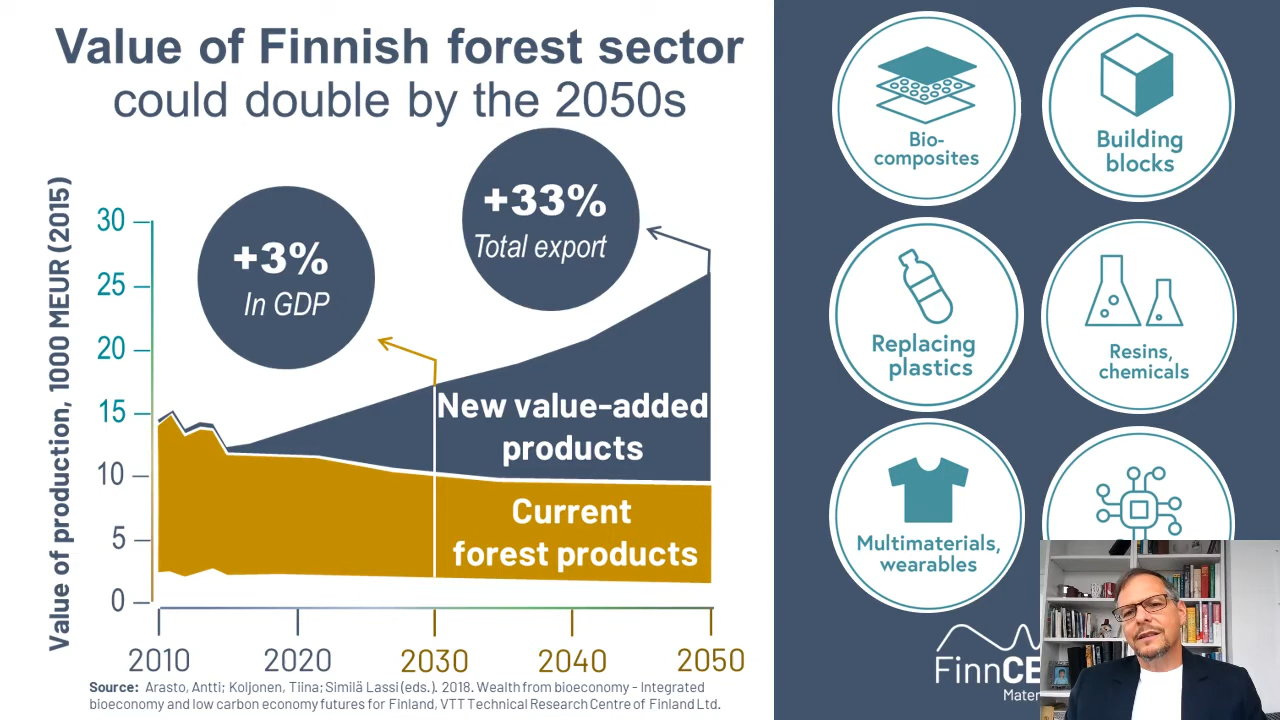 Value of Finnish forest sector
could double by the 2050s
Value of production, 1000 MEUR (2015)
30
25
20
15
10
5
0
+3%
In GDP
+33%
Total export
New value-added
products
Current
forest products
2010
2020
2030
2040
2050
Source: Arasto, Antti; Koljonen, Tiina; Similä Lassi (eds.). 2018. Wealth from bioeconomy - Integrated
bioeconomy and low carbon economy futures for Finland, VTT Technical Research Centre of Finland Ltd.
Bio-
composites
Building
blocks
Replacing
plastics
Resins,
chemicals
Multimaterials,
wearables
FinnCE
Mater